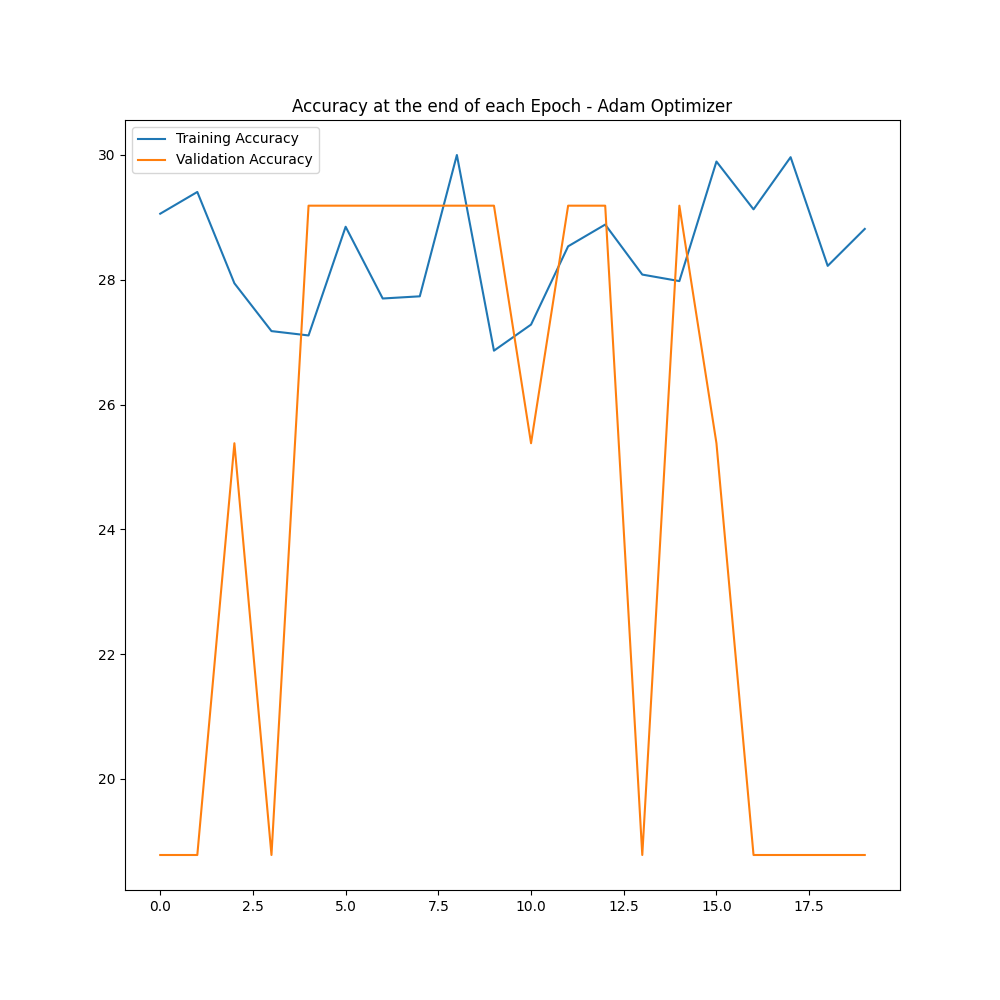 Accuracy at the end of each Epoch - Adam Optimizer
Training Accuracy
Validation Accuracy
30
28
26
24
22
20
0.0 2.5 5.0 7.5 10.0 12.5 15.0 17.5